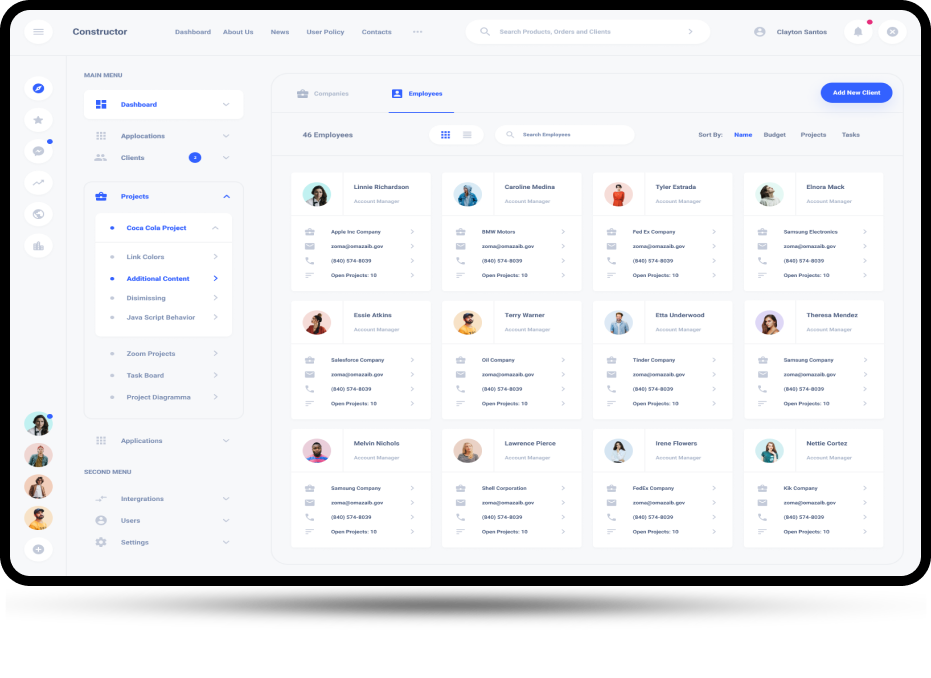 Constructor
Dashboard About Us News User Policy Contacts
Search Products, Orders and Clients
Clayton Santos
MAIN MENU
Dashboard
Applocations
Clients
Projects
Coca Cola Project
Link Colors
Additional Content
Disimissing
Java Script Behavior
Zoom Projects
Task Board
Project Diagramma
Applications
SECOND MENU
Intergrations
Users
Settings
Companies Employees
Add New Client
46 Employees
Search Employees
Sort By: Name Budget Projects Tasks
Linnie Richardson
Account Manager
Apple Inc Company
zoma@omazaib.gov
(840) 574-8039
Open Projects: 10
Caroline Medina
Account Manager
BMW Motors
zoma@omazaib.gov
(840) 574-8039
Open Projects: 10
Tyler Estrada
Account Manager
Fed Ex Company
zoma@omazaib.gov
(840) 574-8039
Open Projects: 10
Elnora Mack
Account Manager
Samsung Electronics
zoma@omazaib.gov
(840) 574-8039
Open Projects: 10
Essie Atkins
Account Manager
Salesforce Company
zoma@omazaib.gov
(840) 574-8039
Open Projects: 10
Terry Warner
Account Manager
Oil Company
zoma@omazaib.gov
(840) 574-8039
Open Projects: 10
Etta Underwood
Account Manager
Tinder Company
zoma@omazaib.gov
(840) 574-8039
Open Projects: 10
Theresa Mendez
Account Manager
Samsung Company
zoma@omazaib.gov
(840) 574-8039
Open Projects: 10
Melvin Nichols
Account Manager
Samsung Company
zoma@omazaib.gov
(840) 574-8039
Open Projects: 10
Lawrence Pierce
Account Manager
Shell Corporation
zoma@omazaib.gov
(840) 574-8039
Open Projects: 10
Irene Flowers
Account Manager
FedEx Company
zoma@omazaib.gov
(840) 574-8039
Open Projects: 10
Nettie Cortez
Account Manager
Kik Company
zoma@omazaib.gov
(840) 574-8039
Open Projects: 10